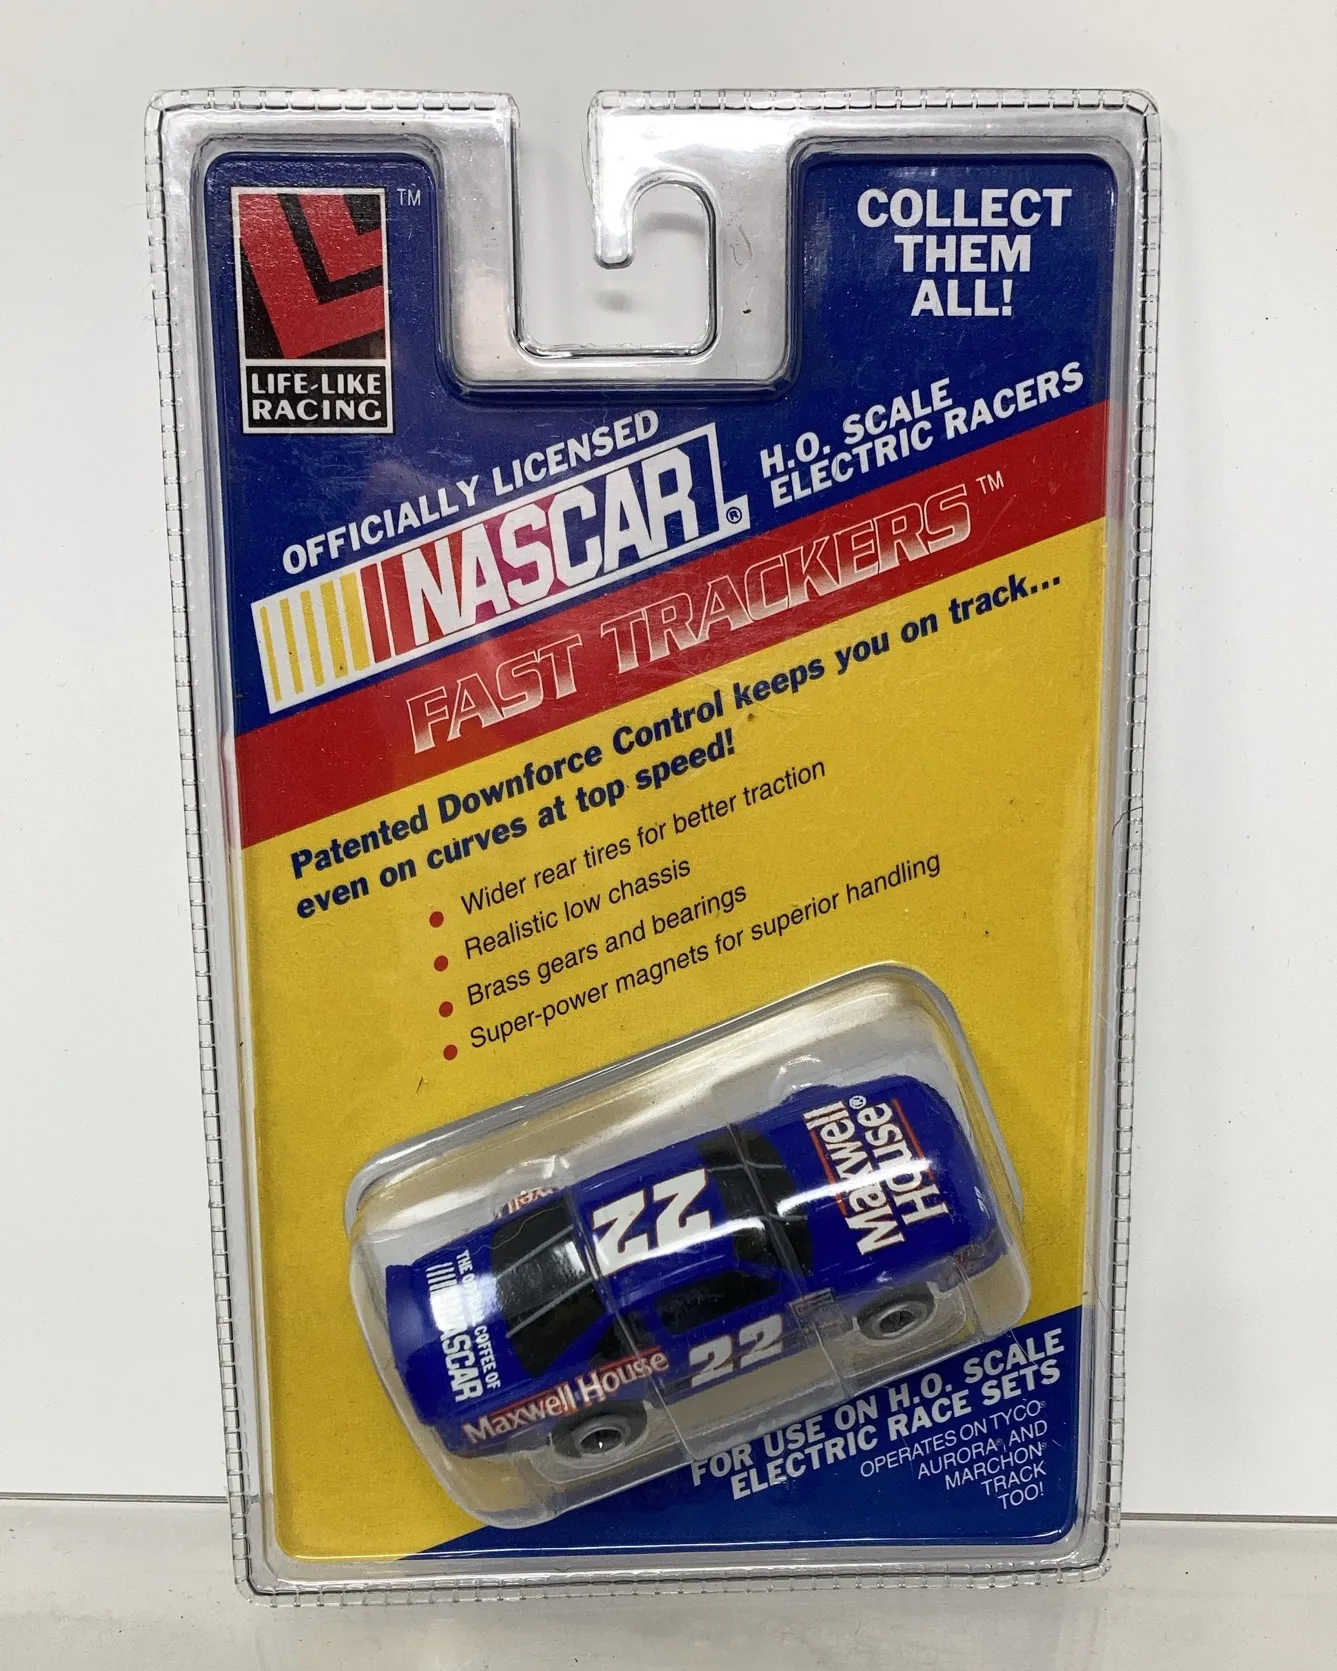 TM
LIFE-LIKE
RACING
COLLECT
THEM
ALL!
OFFICIALLY LICENSED
NASCAR®
H.O. SCALE
ELECTRIC RACERS
FAST TRACKERS™
Patented Downforce Control keeps you on track...
even on curves at top speed!
• Wider rear tires for better traction
• Realistic low chassis
• Brass gears and bearings
• Super-power magnets for superior handling
Maxwell
House
®
22
THE OFFICIAL COFFEE OF
NASCAR
Maxwell House
22
FOR USE ON H.O. SCALE
ELECTRIC RACE SETS
OPERATES ON TYCO®
AURORA®, AND
MARCHON®
TRACK
TOO!